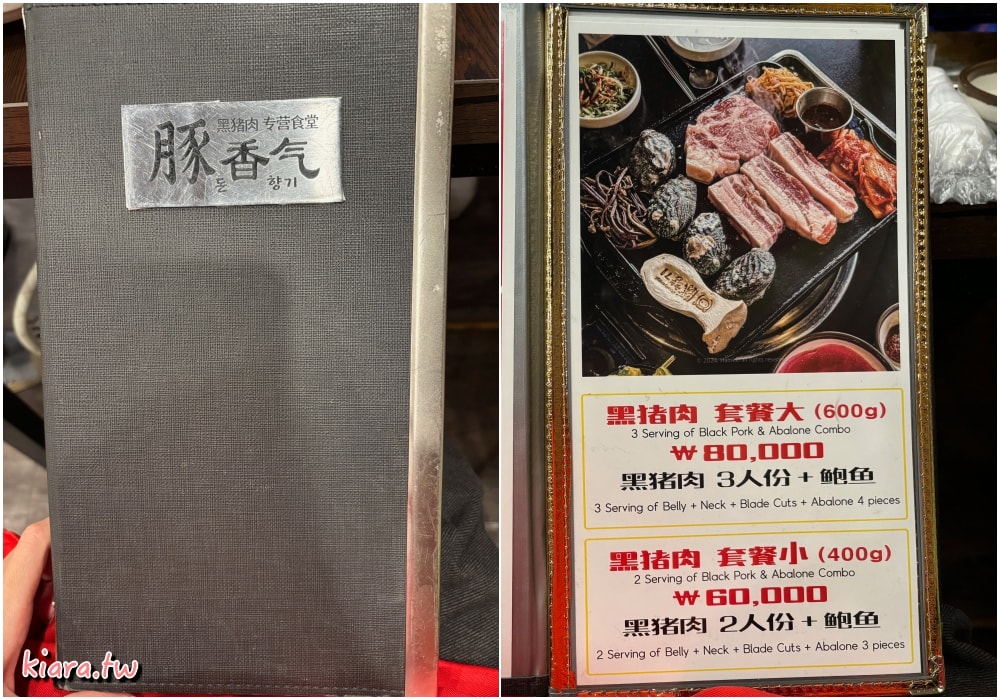 黑猪肉 专营食堂
豚香气
돈 향기
黑猪肉 套餐大 (600g)
3 Serving of Black Pork & Abalone Combo
₩80,000
黑猪肉 3人份 + 鲍鱼
3 Serving of Belly + Neck + Blade Cuts + Abalone 4 pieces
黑猪肉 套餐小 (400g)
2 Serving of Black Pork & Abalone Combo
₩60,000
黑猪肉 2人份 + 鲍鱼
2 Serving of Belly + Neck + Blade Cuts + Abalone 3 pieces
kiara.tw